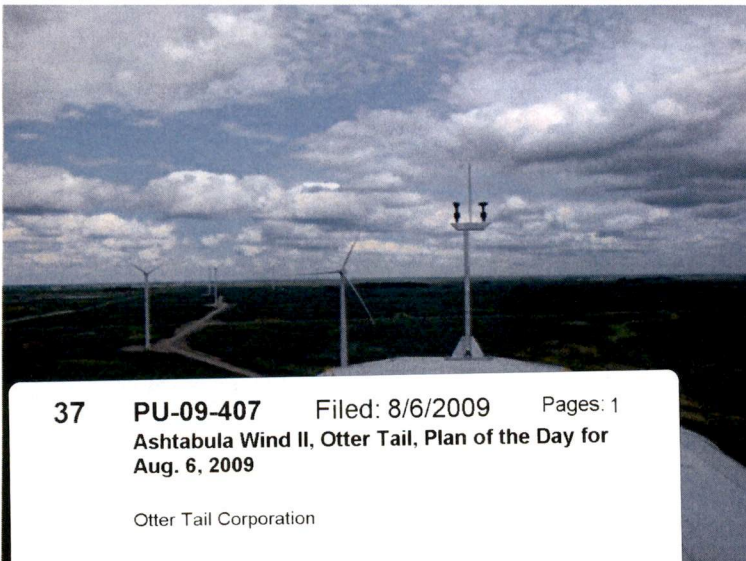 37 PU-09-407 Filed: 8/6/2009 Pages: 1
Ashtabula Wind II, Otter Tail, Plan of the Day for
Aug. 6, 2009
Otter Tail Corporation